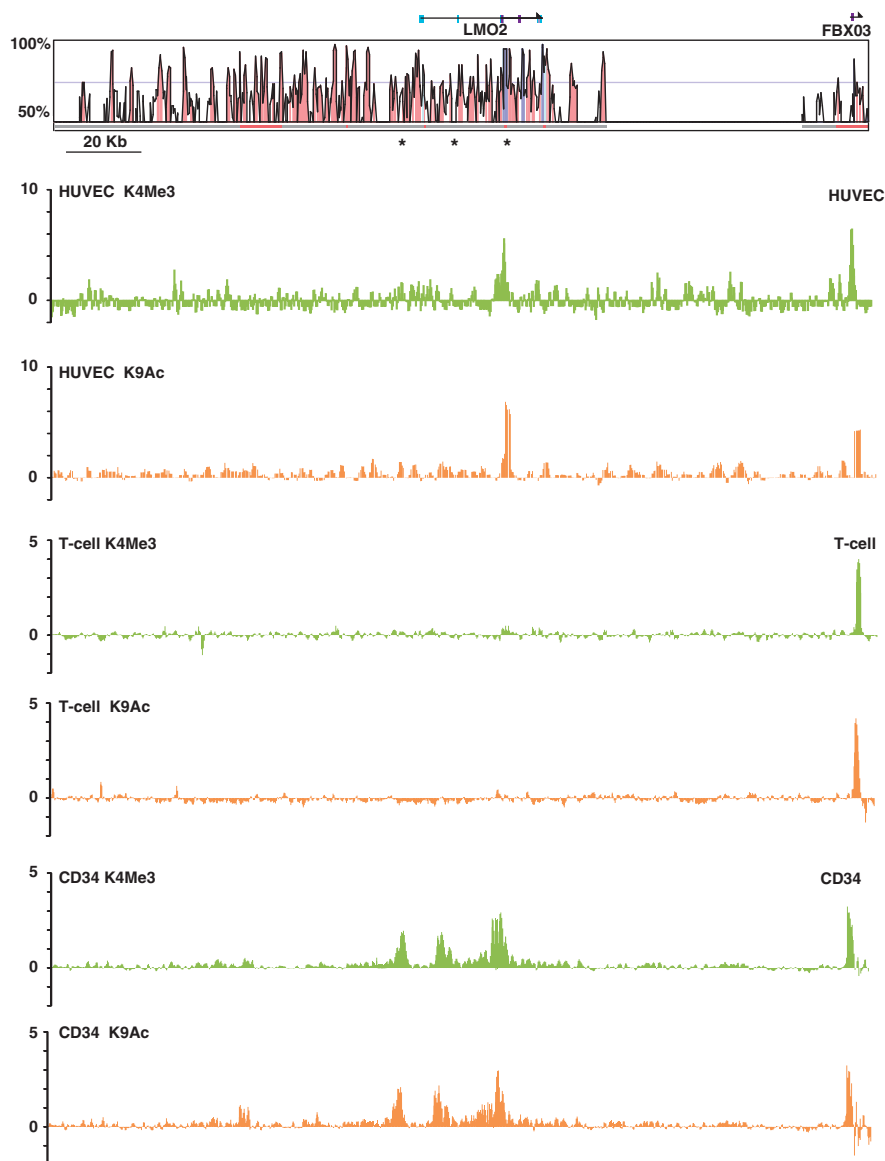 LMO2
FBX03
100%
50%
20 Kb
* * *
10
HUVEC K4Me3
HUVEC
0
10
HUVEC K9Ac
0
5
T-cell K4Me3
T-cell
0
5
T-cell K9Ac
0
5
CD34 K4Me3
CD34
0
5
CD34 K9Ac
0